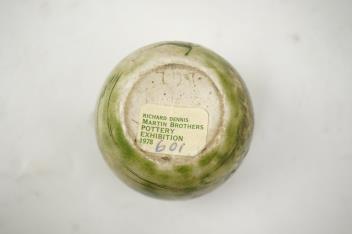 RICHARD DENNIS
MARTIN BROTHERS
POTTERY
EXHIBITION
1978 601